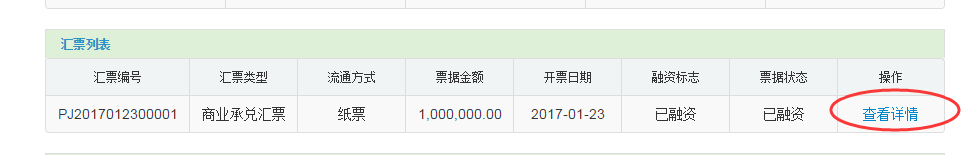 汇票列表
汇票编号 汇票类型 流通方式 票据金额 开票日期 融资标志 票据状态 操作
PJ2017012300001 商业承兑汇票 纸票 1,000,000.00 2017-01-23 已融资 已融资 查看详情